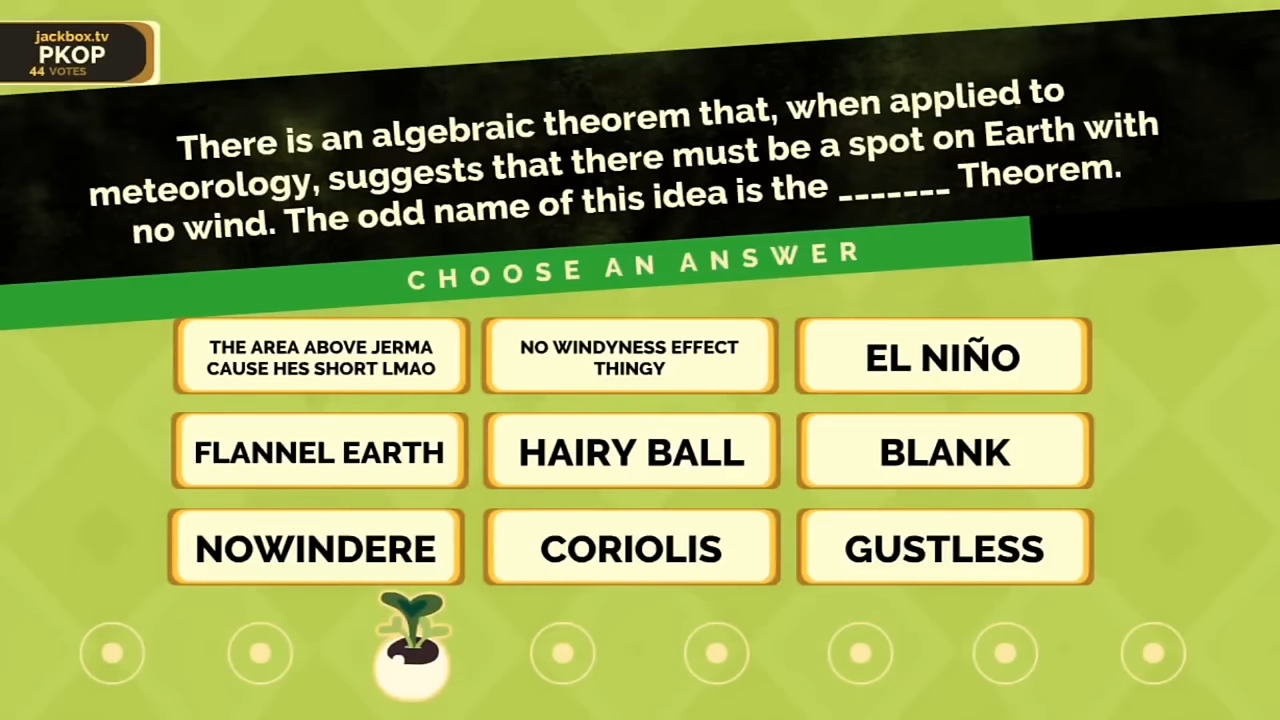 jackbox.tv
PKOP
44 VOTES
There is an algebraic theorem that, when applied to
meteorology, suggests that there must be a spot on Earth with
no wind. The odd name of this idea is the _______ Theorem.
CHOOSE AN ANSWER
THE AREA ABOVE JERMA
CAUSE HES SHORT LMAO
NO WINDYNESS EFFECT
THINGY
EL NIÑO
FLANNEL EARTH
HAIRY BALL
BLANK
NOWINDERE
CORIOLIS
GUSTLESS